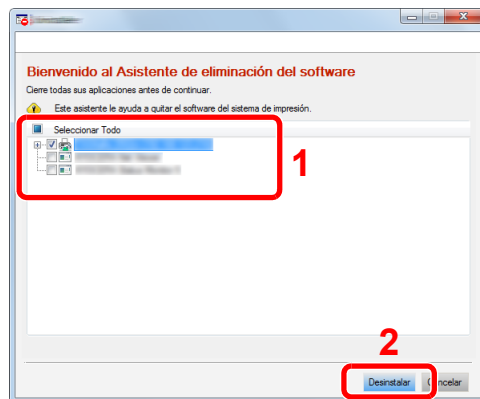 Bienvenido al Asistente de eliminación del software
Cierre todas sus aplicaciones antes de continuar.
Este asistente le ayuda a quitar el software del sistema de impresión.
Seleccionar Todo
1
2
Desinstalar